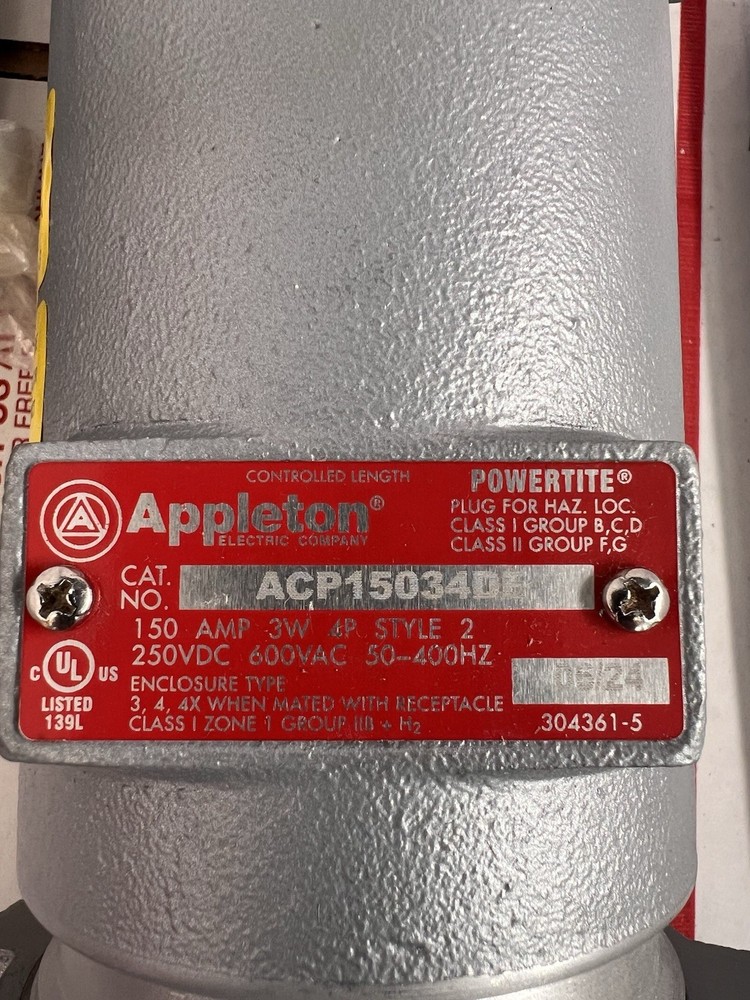 CONTROLLED LENGTH
Appleton®
ELECTRIC COMPANY
POWERTITE®
PLUG FOR HAZ. LOC.
CLASS I GROUP B,C,D
CLASS II GROUP F,G
CAT. NO. ACP15034DE
150 AMP 3W 4P STYLE 2
250VDC 600VAC 50-400HZ
C UL US
LISTED
139L
ENCLOSURE TYPE
3, 4, 4X WHEN MATED WITH RECEPTACLE
CLASS I ZONE 1 GROUP IIB + H₂
06/24
304361-5